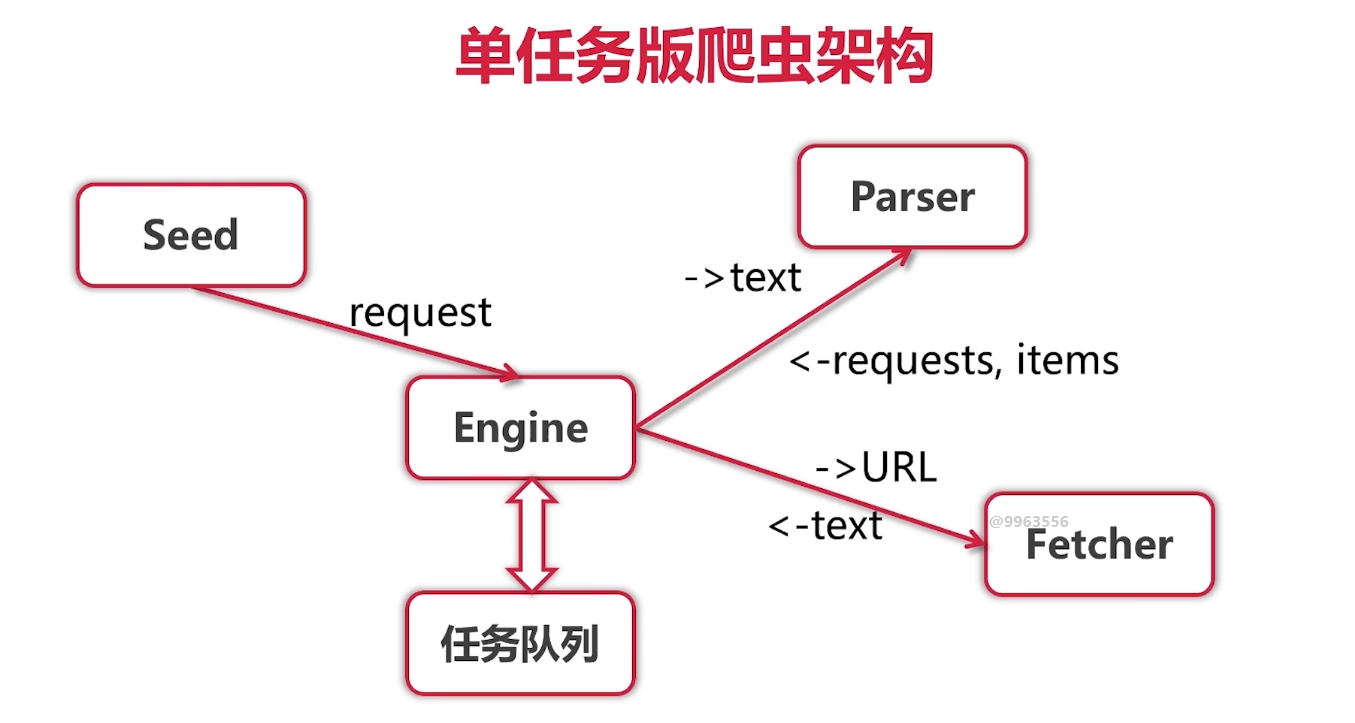 单任务版爬虫架构
Seed
Parser
->text
request
<-requests, items
Engine
->URL
<-text
@9963556
Fetcher
任务队列